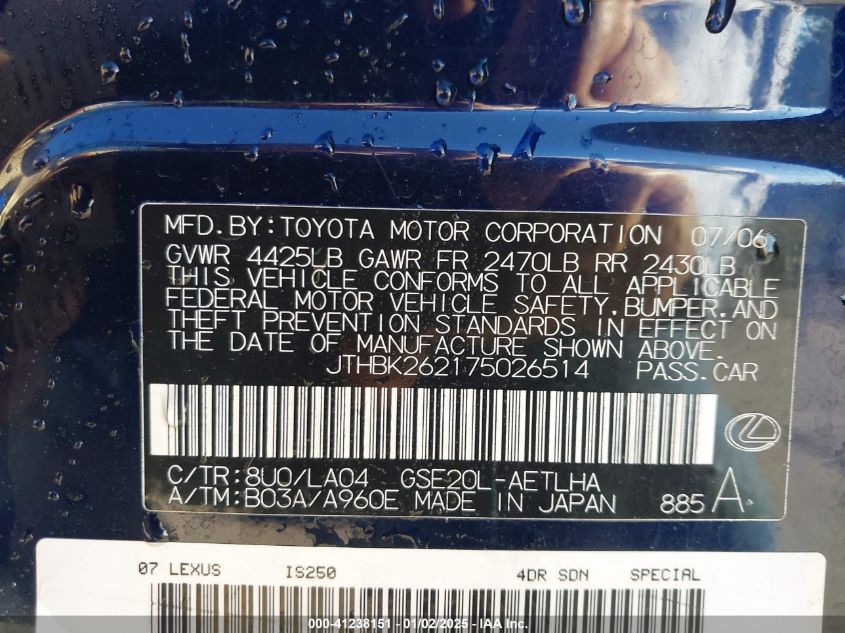 MFD.BY:TOYOTA MOTOR CORPORATION 07/06
GVWR 4425LB GAWR FR 2470LB RR 2430LB
THIS VEHICLE CONFORMS TO ALL APPLICABLE
FEDERAL MOTOR VEHICLE SAFETY,BUMPER,AND
THEFT PREVENTION STANDARDS IN EFFECT ON
THE DATE OF MANUFACTURE SHOWN ABOVE.
JTHBK262175026514 PASS.CAR
C/TR:8U0/LA04 GSE20L-AETLHA
A/TM:B03A/A960E MADE IN JAPAN 885 A
07 LEXUS IS250 4DR SDN SPECIAL
000-41238151 — 01/02/2025 — IAA Inc.